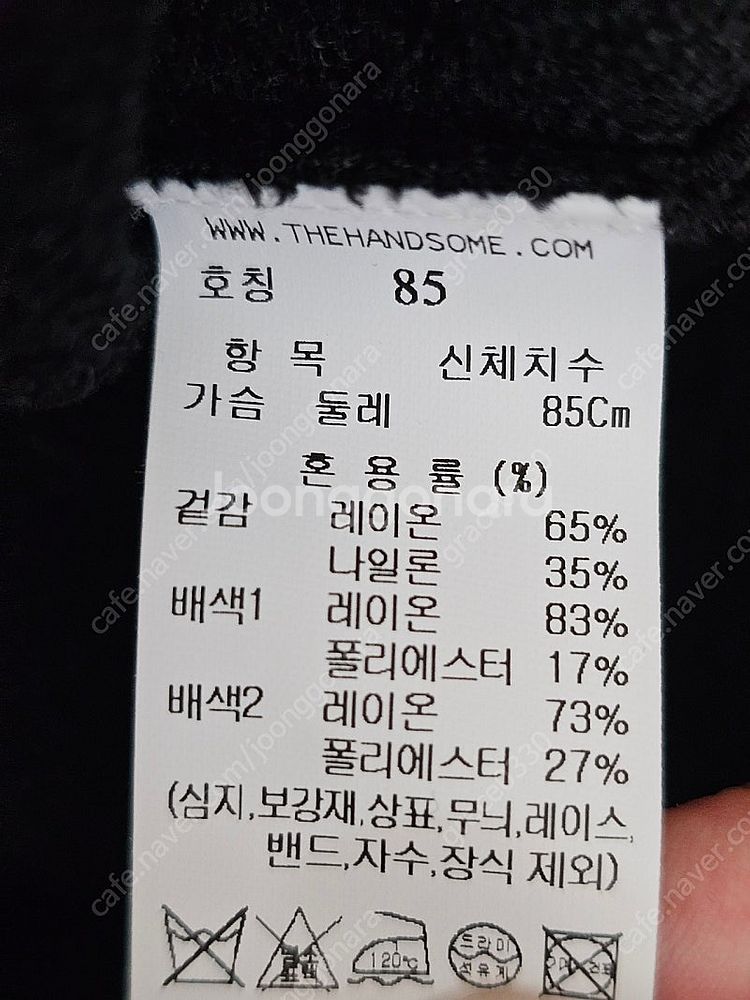 WWW.THEHANDSOME.COM
호칭 85
항 목 신체치수
가슴 둘레 85Cm
혼 용 률 (%)
겉감 레이온 65%
나일론 35%
배색1 레이온 83%
폴리에스터 17%
배색2 레이온 73%
폴리에스터 27%
(심지,보강재,상표,무늬,레이스,
밴드,자수,장식 제외)
120℃ 드라이
석유계
joonggonara